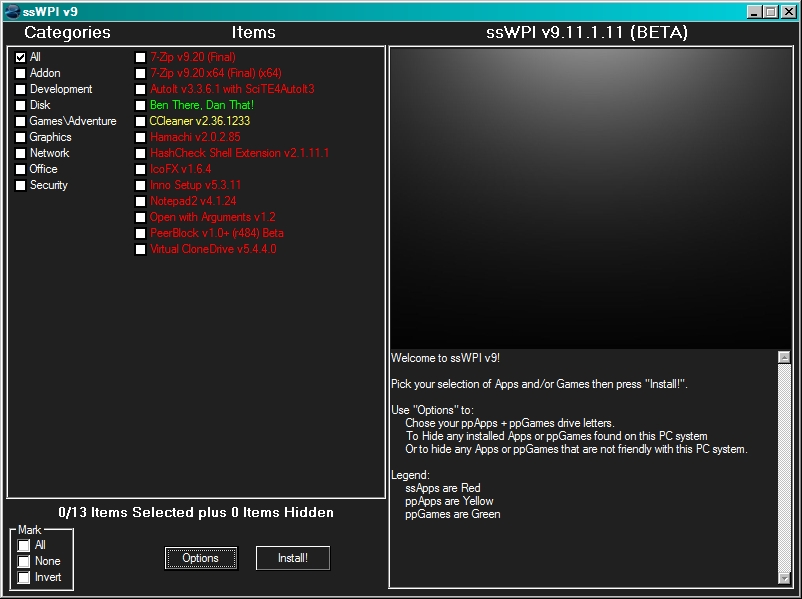 ssWPI v9
Categories
Items
ssWPI v9.11.1.11 (BETA)
All
Addon
Development
Disk
Games\Adventure
Graphics
Network
Office
Security
7-Zip v9.20 (Final)
7-Zip v9.20 x64 (Final) (x64)
AutoIt v3.3.6.1 with SciTE4AutoIt3
Ben There, Dan That!
CCleaner v2.36.1233
Hamachi v2.0.2.85
HashCheck Shell Extension v2.1.11.1
IcoFX v1.6.4
Inno Setup v5.3.11
Notepad2 v4.1.24
Open with Arguments v1.2
PeerBlock v1.0+ (r484) Beta
Virtual CloneDrive v5.4.4.0
Welcome to ssWPI v9!
Pick your selection of Apps and/or Games then press "Install!".
Use "Options" to:
Chose your ppApps + ppGames drive letters.
To Hide any installed Apps or ppGames found on this PC system
Or to hide any Apps or ppGames that are not friendly with this PC system.
Legend:
ssApps are Red
ppApps are Yellow
ppGames are Green
0/13 Items Selected plus 0 Items Hidden
Mark
All
None
Invert
Options
Install!